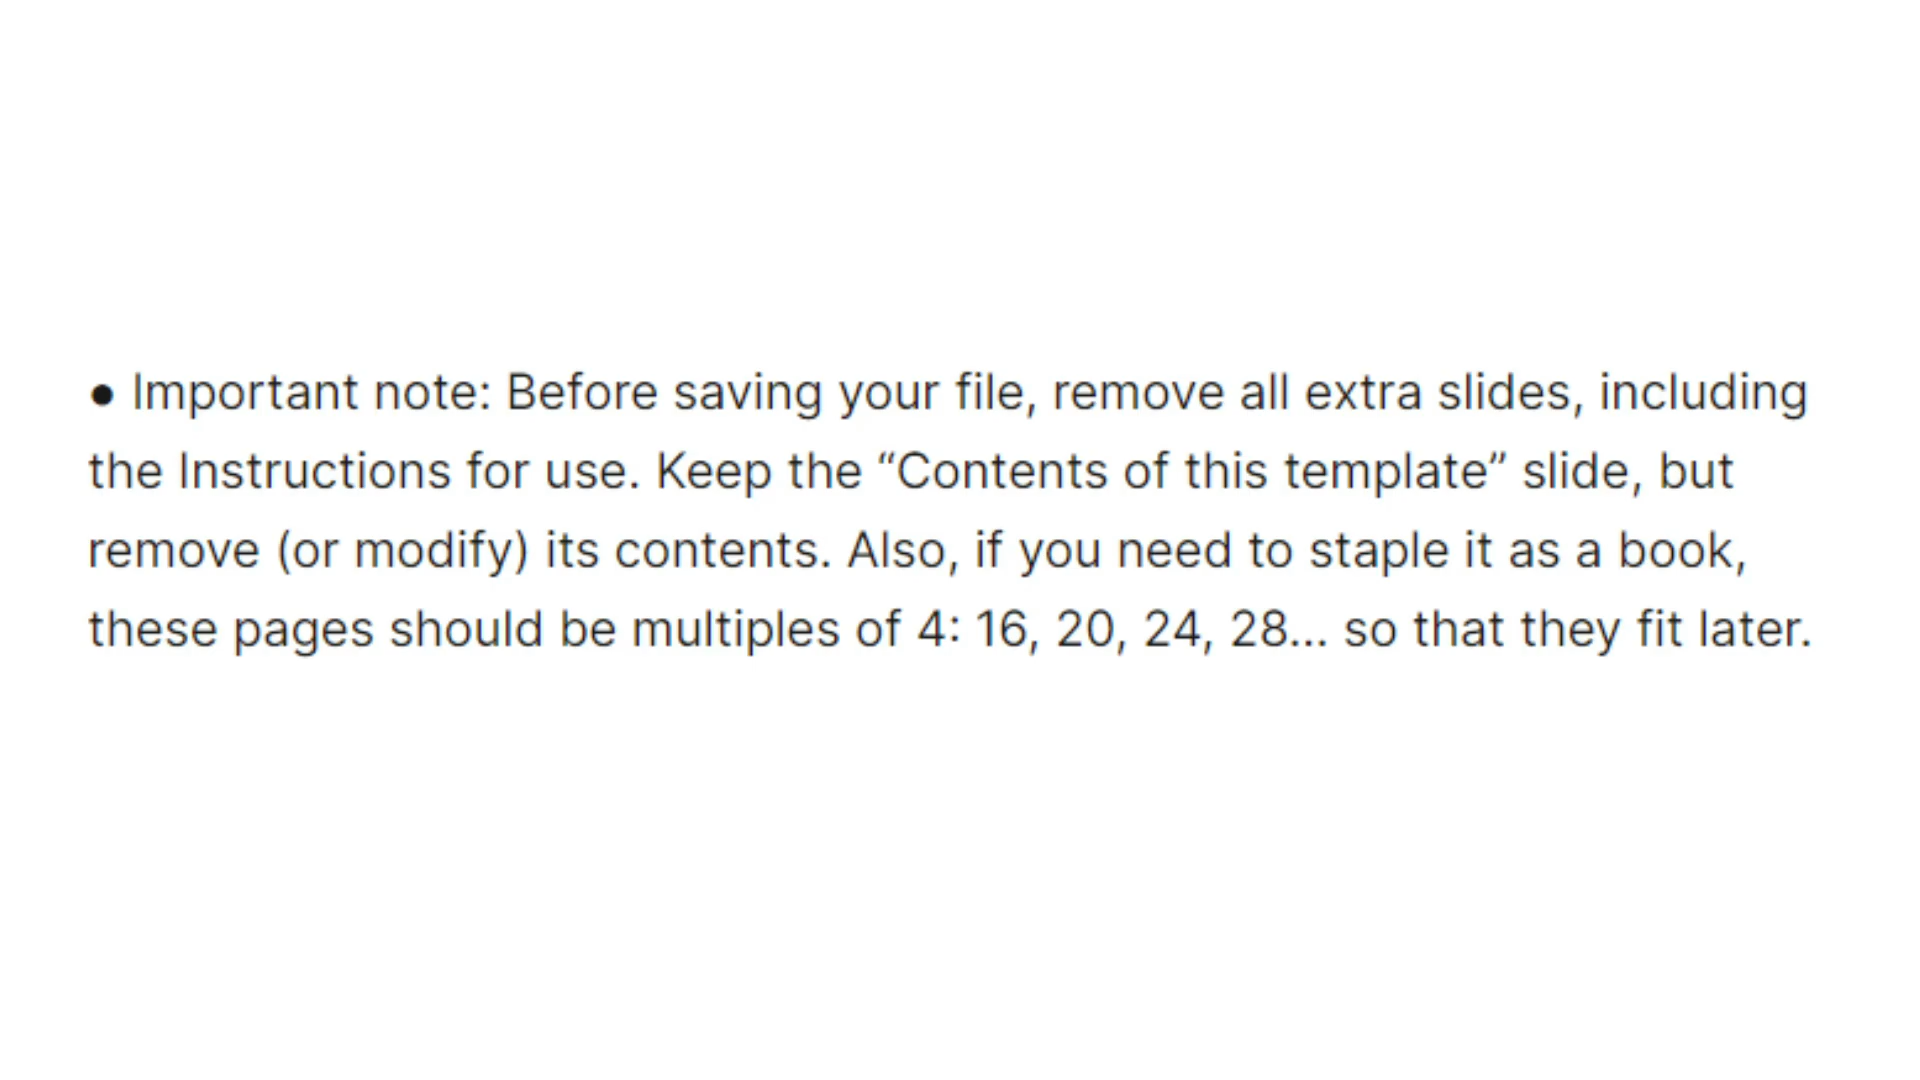 ● Important note: Before saving your file, remove all extra slides, including
the Instructions for use. Keep the “Contents of this template” slide, but
remove (or modify) its contents. Also, if you need to staple it as a book,
these pages should be multiples of 4: 16, 20, 24, 28... so that they fit later.